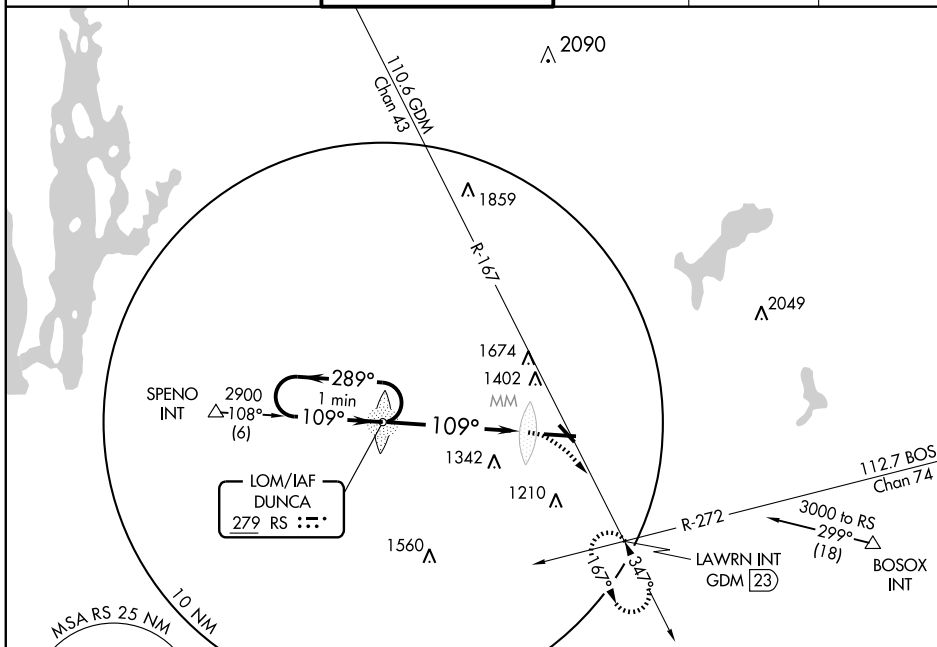 2090
110.6 GDM
Chan 43
1859
R-167
2049
1674
1402
MM
SPENO
INT
2900
108°
(6)
289°
1 min
109°
109°
1342
LOM/IAF
DUNCA
279 RS
1210
112.7 BOS
Chan 74
R-272
3000 to RS
299°
(18)
BOSOX
INT
LAWRN INT
GDM 23
1560
167°
347°
10 NM
MSA RS 25 NM